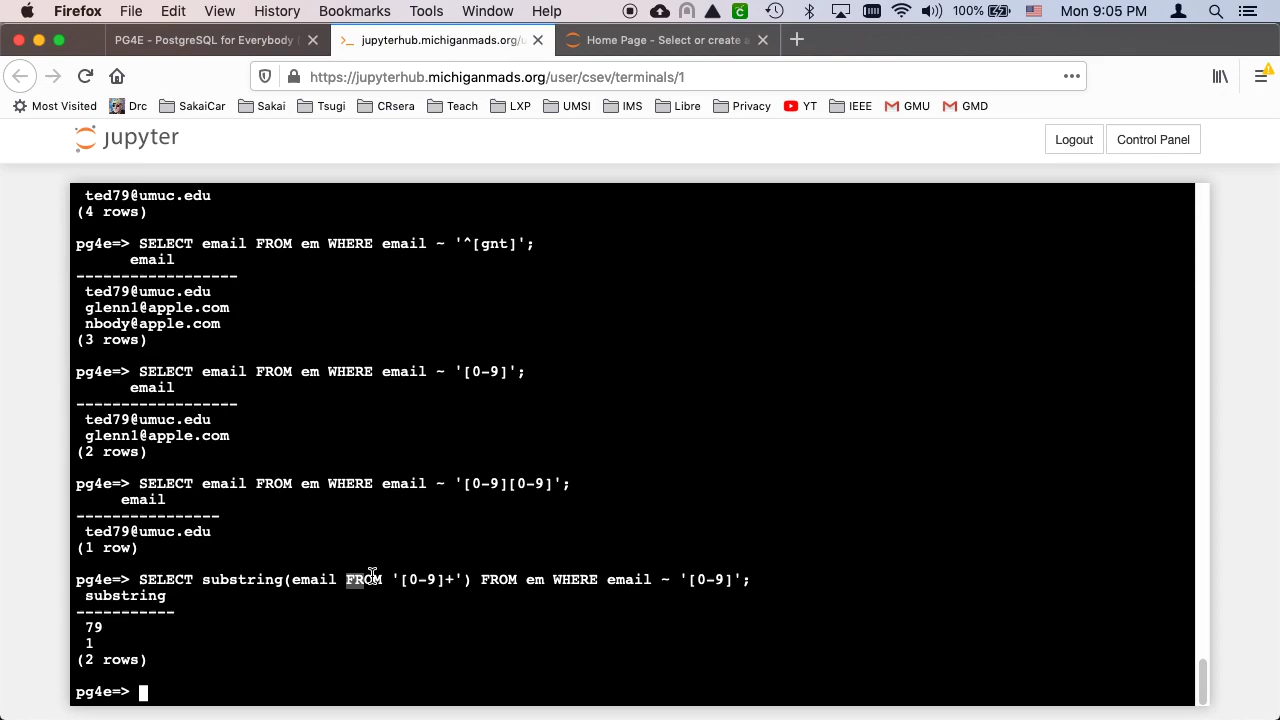 Firefox File Edit View History Bookmarks Tools Window Help 100% Mon 9:05 PM
PG4E - PostgreSQL for Everybody ( jupyterhub.michiganmads.org/u Home Page - Select or create a
https://jupyterhub.michiganmads.org/user/csev/terminals/1
Most Visited Drc SakaiCar Sakai Tsugi CRsera Teach LXP UMSI IMS Libre Privacy YT IEEE GMU GMD
jupyter Logout Control Panel
ted79@umuc.edu
(4 rows)
pg4e=> SELECT email FROM em WHERE email ~ '^[gnt]';
email
------------------
ted79@umuc.edu
glenn1@apple.com
nbody@apple.com
(3 rows)
pg4e=> SELECT email FROM em WHERE email ~ '[0-9]';
email
------------------
ted79@umuc.edu
glenn1@apple.com
(2 rows)
pg4e=> SELECT email FROM em WHERE email ~ '[0-9][0-9]';
email
----------------
ted79@umuc.edu
(1 row)
pg4e=> SELECT substring(email FROM '[0-9]+') FROM em WHERE email ~ '[0-9]';
substring
-----------
79
1
(2 rows)
pg4e=>